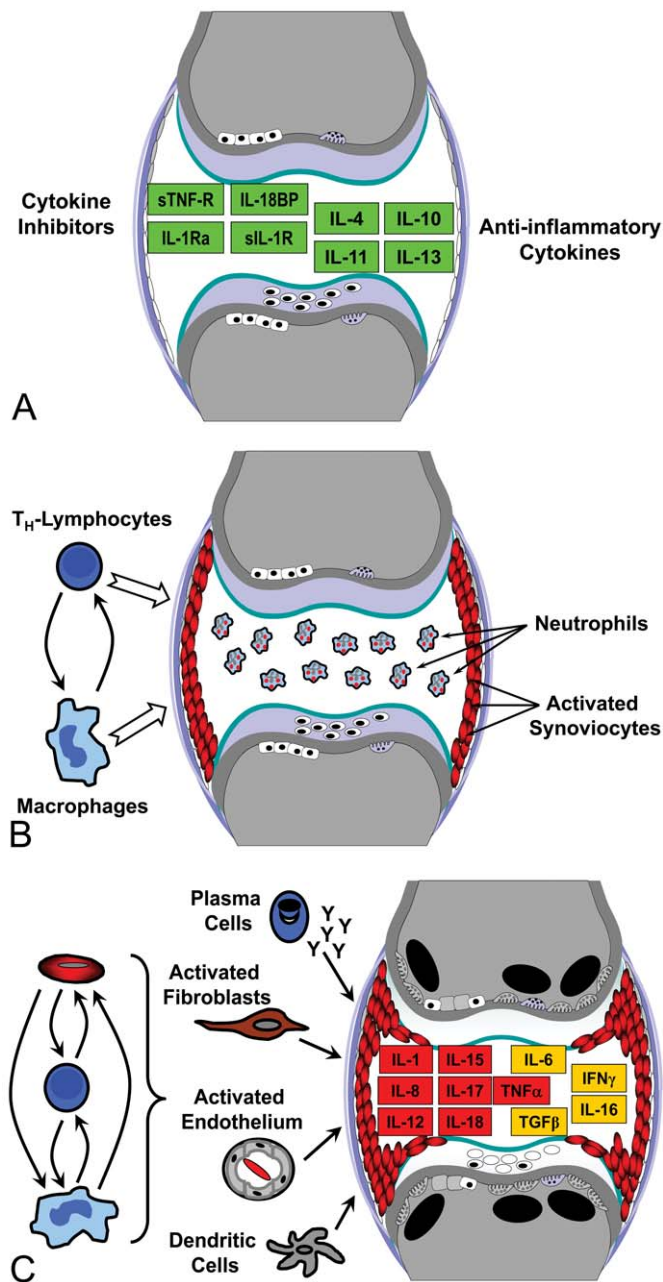 Cytokine
Inhibitors
sTNF-R
IL-18BP
IL-1Ra
sIL-1R
IL-4
IL-10
IL-11
IL-13
Anti-inflammatory
Cytokines
A
T_H-Lymphocytes
Macrophages
Neutrophils
Activated
Synoviocytes
B
Plasma
Cells
Y
Y
Y
Y Y
Activated
Fibroblasts
Activated
Endothelium
Dendritic
Cells
IL-1
IL-15
IL-6
IFNγ
IL-8
IL-17
TNFα
IL-16
IL-12
IL-18
TGFβ
C